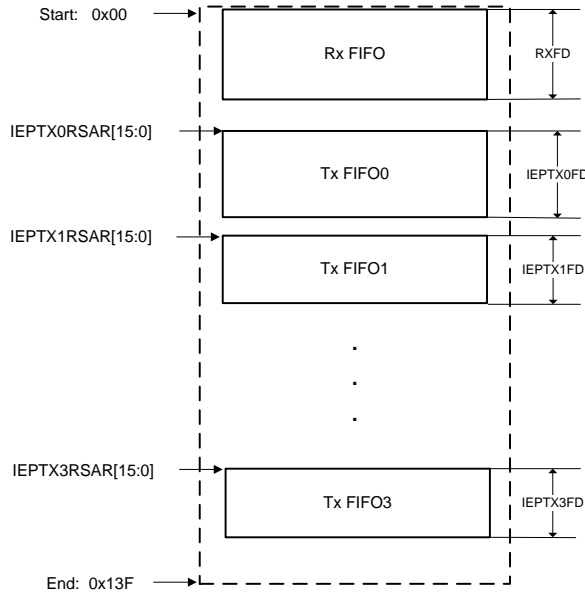 Start: 0x00
Rx FIFO
RXFD
IEPTX0RSAR[15:0]
Tx FIFO0
IEPTX0FD
IEPTX1RSAR[15:0]
Tx FIFO1
IEPTX1FD
.
.
.
IEPTX3RSAR[15:0]
Tx FIFO3
IEPTX3FD
End: 0x13F